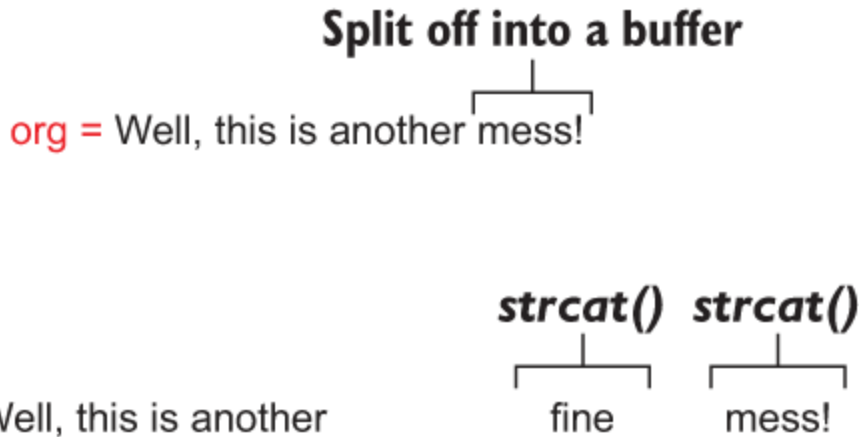 Split off into a buffer
org = Well, this is another mess!
strcat() strcat()
Well, this is another fine mess!